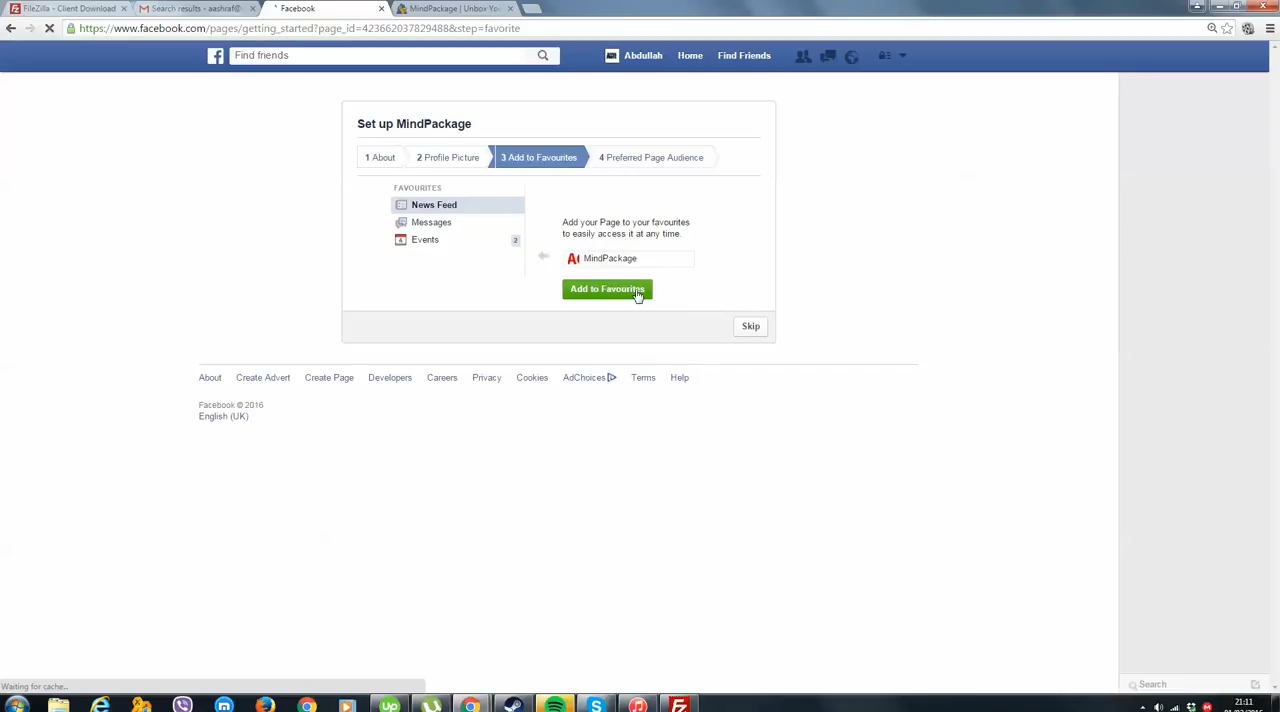 FileZilla - Client Download
Search results - aashraf@
Facebook
MindPackage | Unbox You
https://www.facebook.com/pages/getting_started?page_id=423662037829488&step=favorite
Find friends
Abdullah
Home
Find Friends
Set up MindPackage
1 About
2 Profile Picture
3 Add to Favourites
4 Preferred Page Audience
FAVOURITES
News Feed
Messages
Events
2
Add your Page to your favourites
to easily access it at any time.
MindPackage
Add to Favourites
Skip
About
Create Advert
Create Page
Developers
Careers
Privacy
Cookies
AdChoices
Terms
Help
Facebook © 2016
English (UK)
Waiting for cache...
Search
21:11